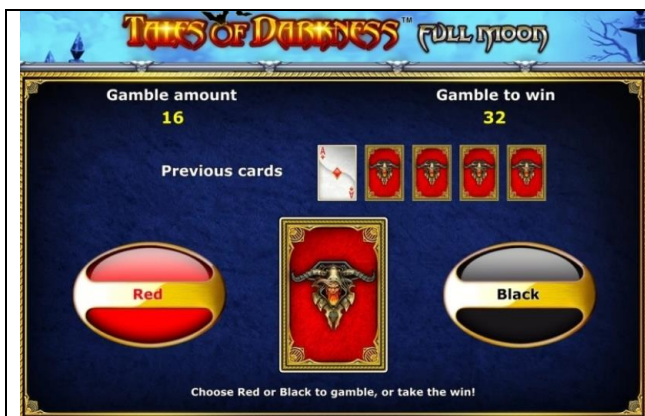 TALES OF DARKNESS™ FULL MOON
Gamble amount
Gamble to win
16
32
Previous cards
A
A
Red
Black
Choose Red or Black to gamble, or take the win!